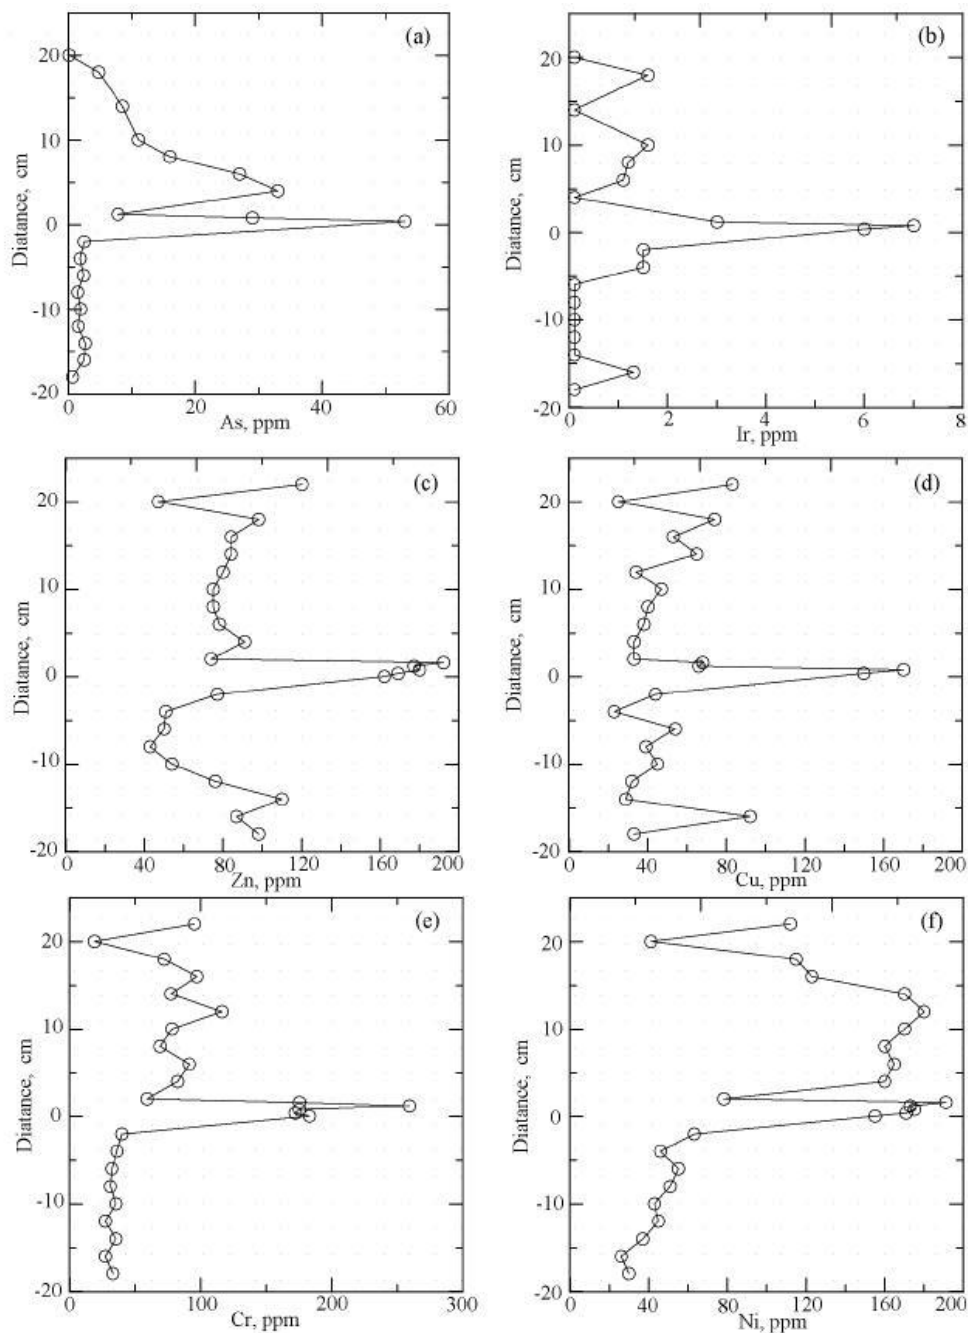 (a)
20
10
0
-10
-20
Diatance, cm
0 20 40 60
As, ppm
(b)
20
10
0
-10
-20
Diatance, cm
0 2 4 6 8
Ir, ppm
(c)
20
10
0
-10
-20
Diatance, cm
0 40 80 120 160 200
Zn, ppm
(d)
20
10
0
-10
-20
Diatance, cm
0 40 80 120 160 200
Cu, ppm
(e)
20
10
0
-10
-20
Diatance, cm
0 100 200 300
Cr, ppm
(f)
20
10
0
-10
-20
Diatance, cm
0 40 80 120 160 200
Ni, ppm